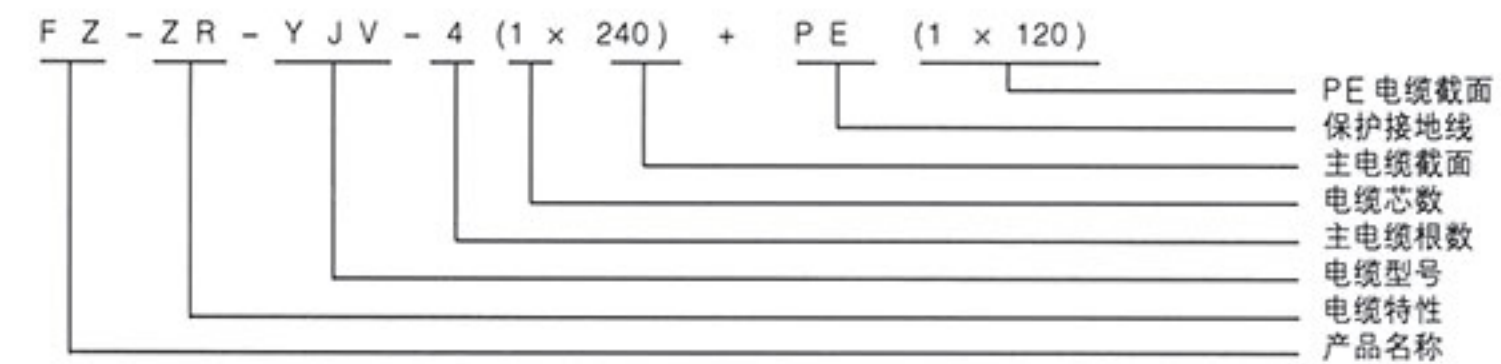 FZ-ZR-YJV-4(1×240)+PE(1×120)
PE电缆截面
保护接地线
主电缆截面
电缆芯数
主电缆根数
电缆型号
电缆特性
产品名称